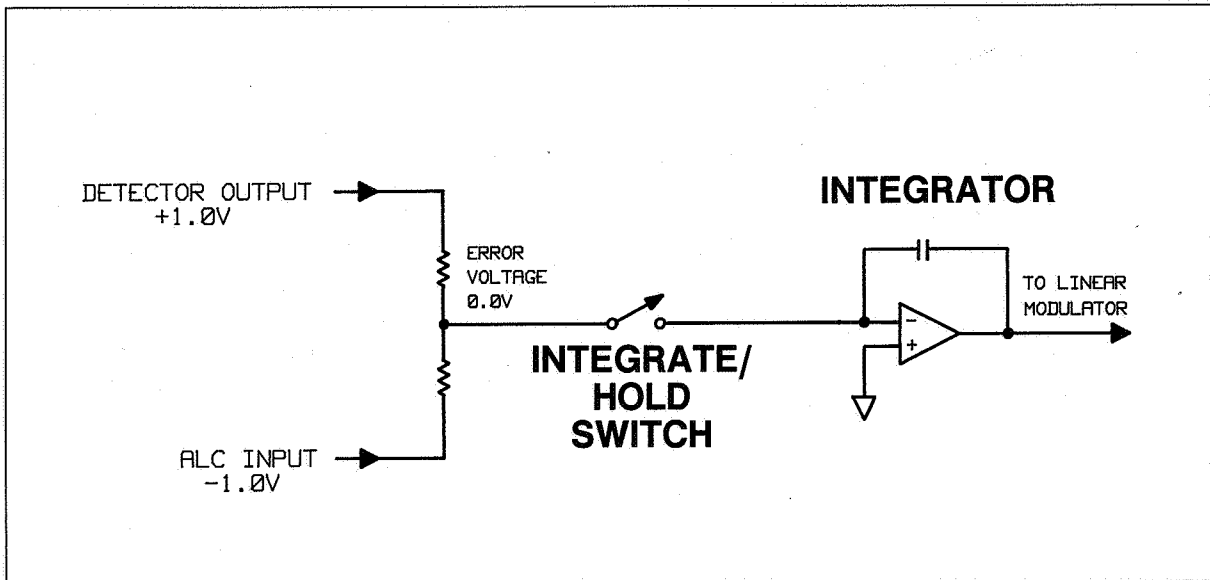 DETECTOR OUTPUT
+1.0V
ERROR
VOLTAGE
0.0V
INTEGRATOR
TO LINEAR
MODULATOR
-
+
INTEGRATE/
HOLD
SWITCH
ALC INPUT
-1.0V